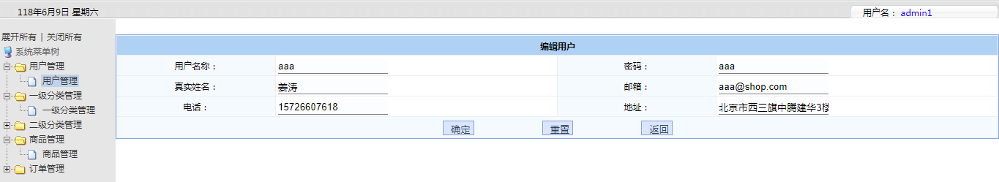 118年6月9日 星期六
用户名： admin1
展开所有 | 关闭所有
系统菜单树
用户管理
用户管理
一级分类管理
一级分类管理
二级分类管理
商品管理
商品管理
订单管理
编辑用户
用户名称： aaa 密码： aaa
真实姓名： 姜涛 邮箱： aaa@shop.com
电话： 15726607618 地址： 北京市西三旗中腾建华3楼
确定 重置 返回